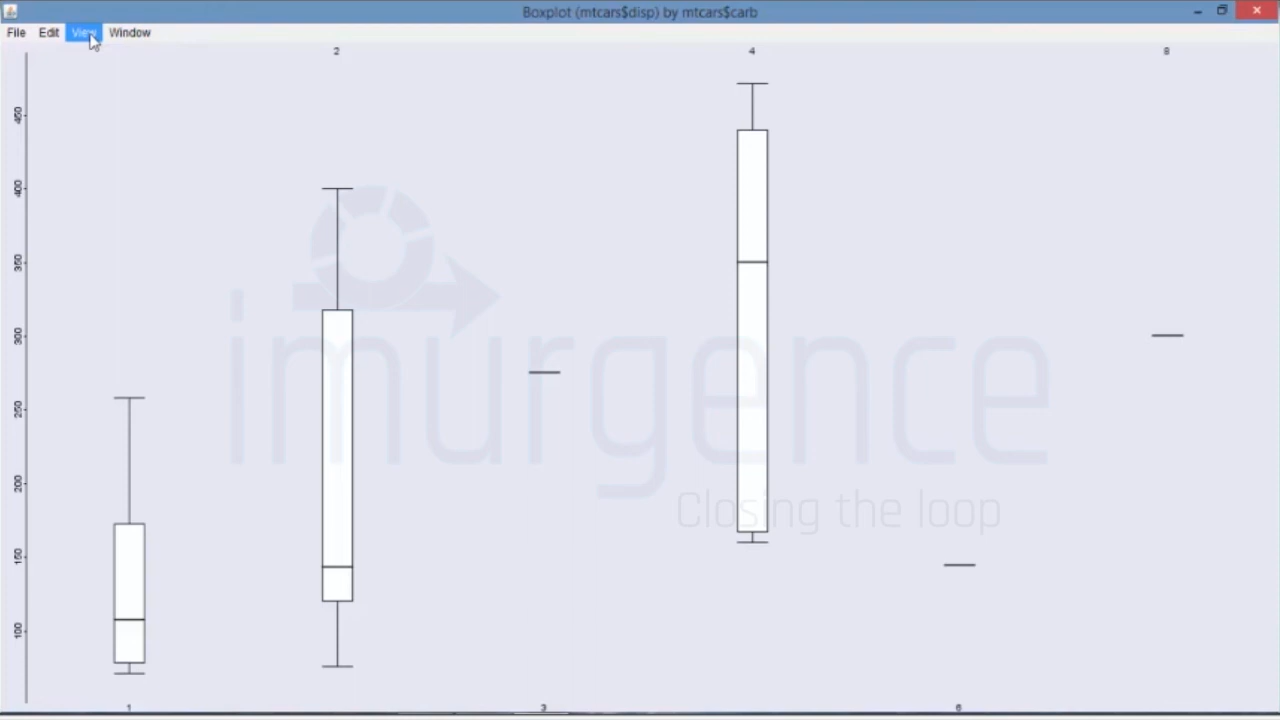 Boxplot (mtcars$disp) by mtcars$carb
File Edit View Window
2 4 8
450
400
350
300
250
200
150
100
imurgence
Closing the loop
1 3 6